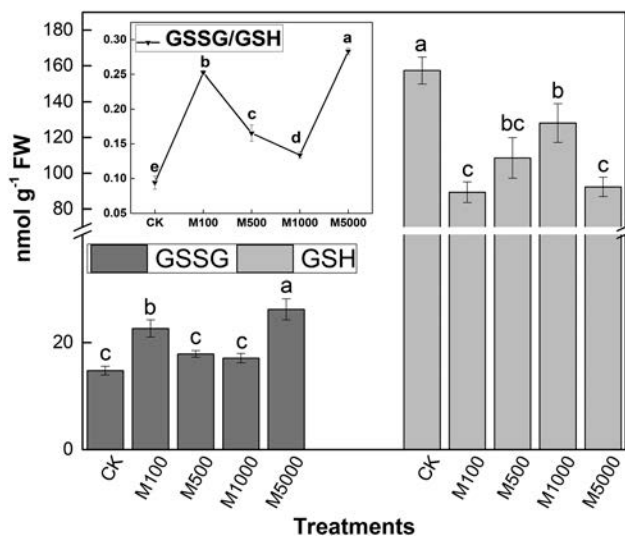 nmol g⁻¹ FW
180
160
140
120
100
80
20
0
GSSG/GSH
0.30
0.25
0.20
0.15
0.10
0.05
e
b
c
d
a
CK M100 M500 M1000 M5000
GSSG GSH
c
b
c
c
a
a
c
bc
b
c
CK M100 M500 M1000 M5000 CK M100 M500 M1000 M5000
Treatments